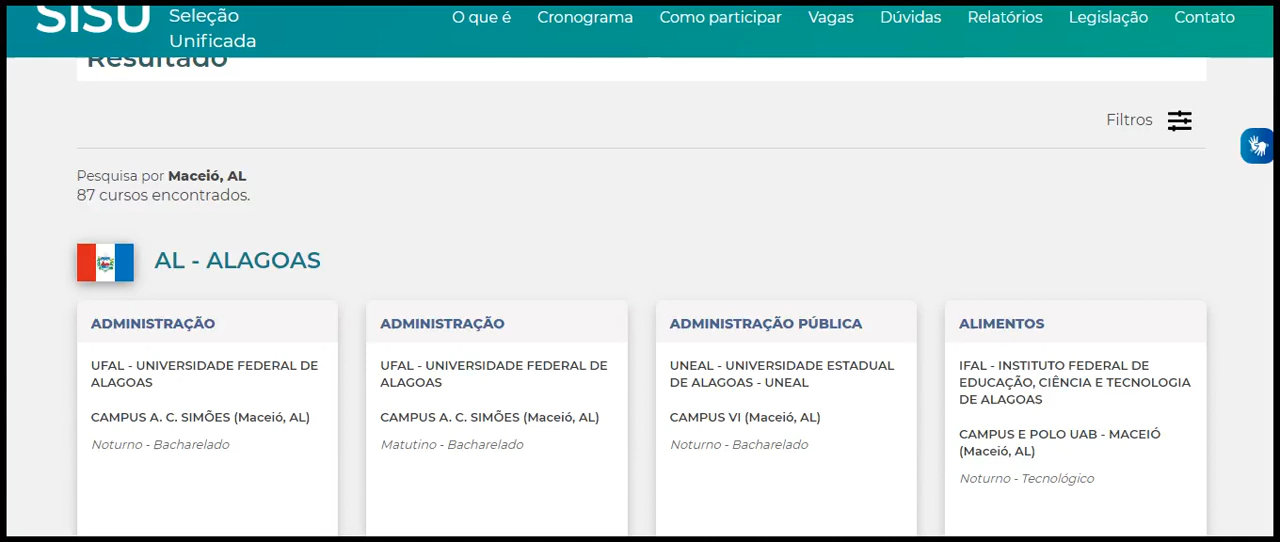 SISU
Seleção
Unificada
O que é
Cronograma
Como participar
Vagas
Dúvidas
Relatórios
Legislação
Contato
Resultado
Filtros
Pesquisa por Maceió, AL
87 cursos encontrados.
AL - ALAGOAS
ADMINISTRAÇÃO
UFAL - UNIVERSIDADE FEDERAL DE
ALAGOAS
CAMPUS A. C. SIMÕES (Maceió, AL)
Noturno - Bacharelado
ADMINISTRAÇÃO
UFAL - UNIVERSIDADE FEDERAL DE
ALAGOAS
CAMPUS A. C. SIMÕES (Maceió, AL)
Matutino - Bacharelado
ADMINISTRAÇÃO PÚBLICA
UNEAL - UNIVERSIDADE ESTADUAL
DE ALAGOAS - UNEAL
CAMPUS VI (Maceió, AL)
Noturno - Bacharelado
ALIMENTOS
IFAL - INSTITUTO FEDERAL DE
EDUCAÇÃO, CIÊNCIA E TECNOLOGIA
DE ALAGOAS
CAMPUS E POLO UAB - MACEIÓ
(Maceió, AL)
Noturno - Tecnológico